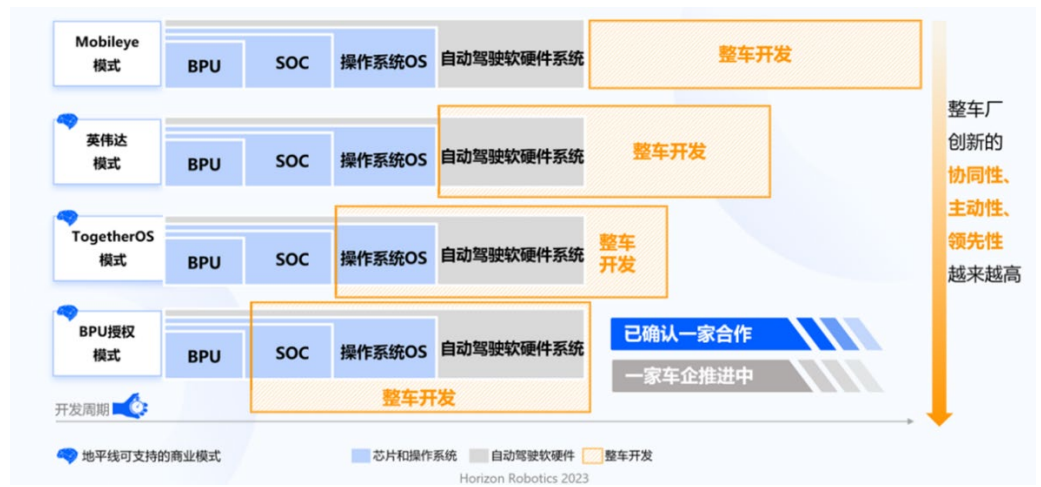 Mobileye
模式
BPU
SOC
操作系统OS
自动驾驶软硬件系统
整车开发
英伟达
模式
BPU
SOC
操作系统OS
自动驾驶软硬件系统
整车开发
TogetherOS
模式
BPU
SOC
操作系统OS
自动驾驶软硬件系统
整车
开发
BPU授权
模式
BPU
SOC
操作系统OS
自动驾驶软硬件系统
整车开发
已确认一家合作
一家车企推进中
整车厂
创新的
协同性、
主动性、
领先性
越来越高
开发周期
地平线可支持的商业模式
芯片和操作系统
自动驾驶软硬件
整车开发
Horizon Robotics 2023